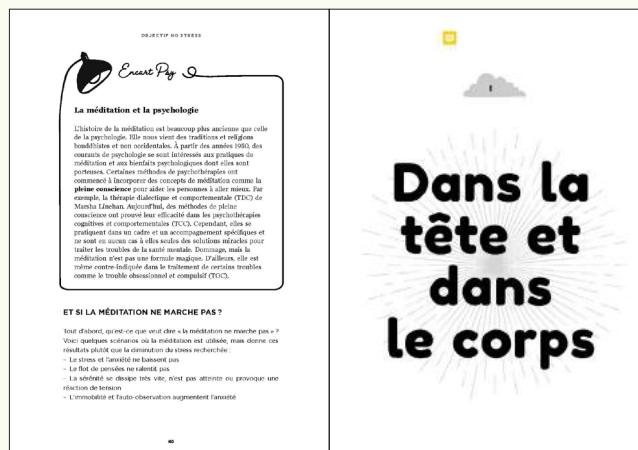 OBJECTIF NO STRESS
Encart Psy
La méditation et la psychologie
L'histoire de la méditation est beaucoup plus ancienne que celle
de la psychologie. Elle nous vient des traditions et religions
bouddhistes et non occidentales. À partir des années 1980, des
courants de psychologie se sont intéressés aux pratiques de
méditation et aux bienfaits psychologiques dont elles sont
porteuses. Certaines méthodes de psychothérapies ont
commencé à incorporer des concepts de méditation comme la
pleine conscience pour aider les personnes à aller mieux. Par
exemple, la thérapie dialectique et comportementale (TDC) de
Marsha Linehan. Aujourd'hui, des méthodes de pleine
conscience ont prouvé leur efficacité dans les psychothérapies
cognitives et comportementales (TCC). Cependant, elles se
pratiquent dans un cadre et un accompagnement spécifiques et
ne sont en aucun cas à elles seules des solutions miracles pour
traiter les troubles de la santé mentale. Dommage, mais la
méditation n'est pas une formule magique. D'ailleurs, elle est
même contre-indiquée dans le traitement de certains troubles
comme le trouble obsessionnel et compulsif (TOC).
ET SI LA MÉDITATION NE MARCHE PAS ?
Tout d'abord, qu'est-ce que veut dire « la méditation ne marche pas » ?
Voici quelques scénarios où la méditation est utilisée, mais donne ces
résultats plutôt que la diminution du stress recherchée :
– Le stress et l'anxiété ne baissent pas
– Le flot de pensées ne ralentit pas
– La sérénité se dissipe très vite, n'est pas atteinte ou provoque une
réaction de tension
– L'immobilité et l'auto-observation augmentent l'anxiété
Dans la
tête et
dans
le corps